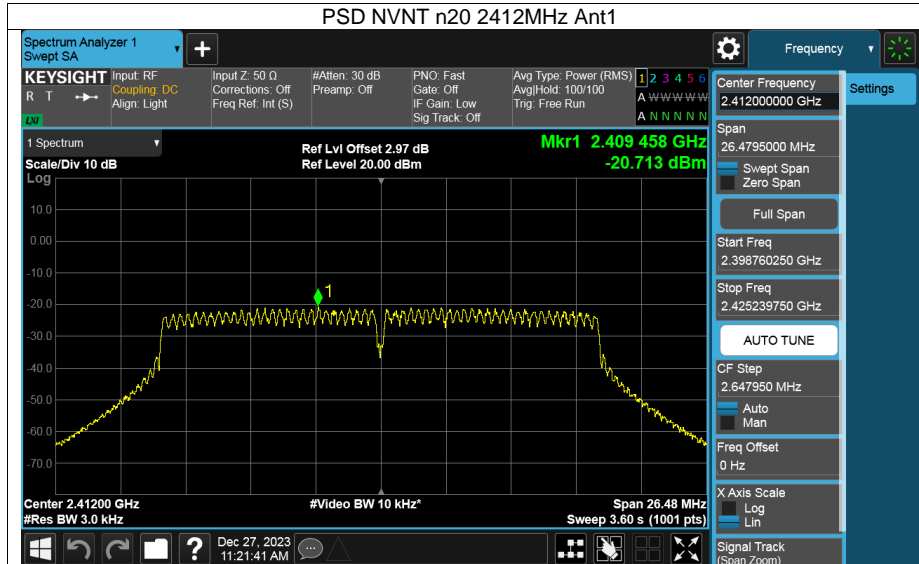 PSD NVNT n20 2412MHz Ant1
Spectrum Analyzer 1
Swept SA
+
Frequency
KEYSIGHT
R T
LXI
Input: RF
Coupling: DC
Align: Light
Input Z: 50 Ω
Corrections: Off
Freq Ref: Int (S)
#Atten: 30 dB
Preamp: Off
PNO: Fast
Gate: Off
IF Gain: Low
Sig Track: Off
Avg Type: Power (RMS)
Avg|Hold: 100/100
Trig: Free Run
1 2 3 4 5 6
A W W W W W
A N N N N N
1 Spectrum
Scale/Div 10 dB
Log
Ref Lvl Offset 2.97 dB
Ref Level 20.00 dBm
Mkr1 2.409 458 GHz
-20.713 dBm
10.0
0.00
-10.0
-20.0
-30.0
-40.0
-50.0
-60.0
-70.0
1
Center 2.41200 GHz
#Res BW 3.0 kHz
#Video BW 10 kHz*
Span 26.48 MHz
Sweep 3.60 s (1001 pts)
?
Dec 27, 2023
11:21:41 AM
Center Frequency
2.412000000 GHz
Span
26.4795000 MHz
Swept Span
Zero Span
Full Span
Start Freq
2.398760250 GHz
Stop Freq
2.425239750 GHz
AUTO TUNE
CF Step
2.647950 MHz
Auto
Man
Freq Offset
0 Hz
X Axis Scale
Log
Lin
Signal Track
(Span Zoom)
Settings